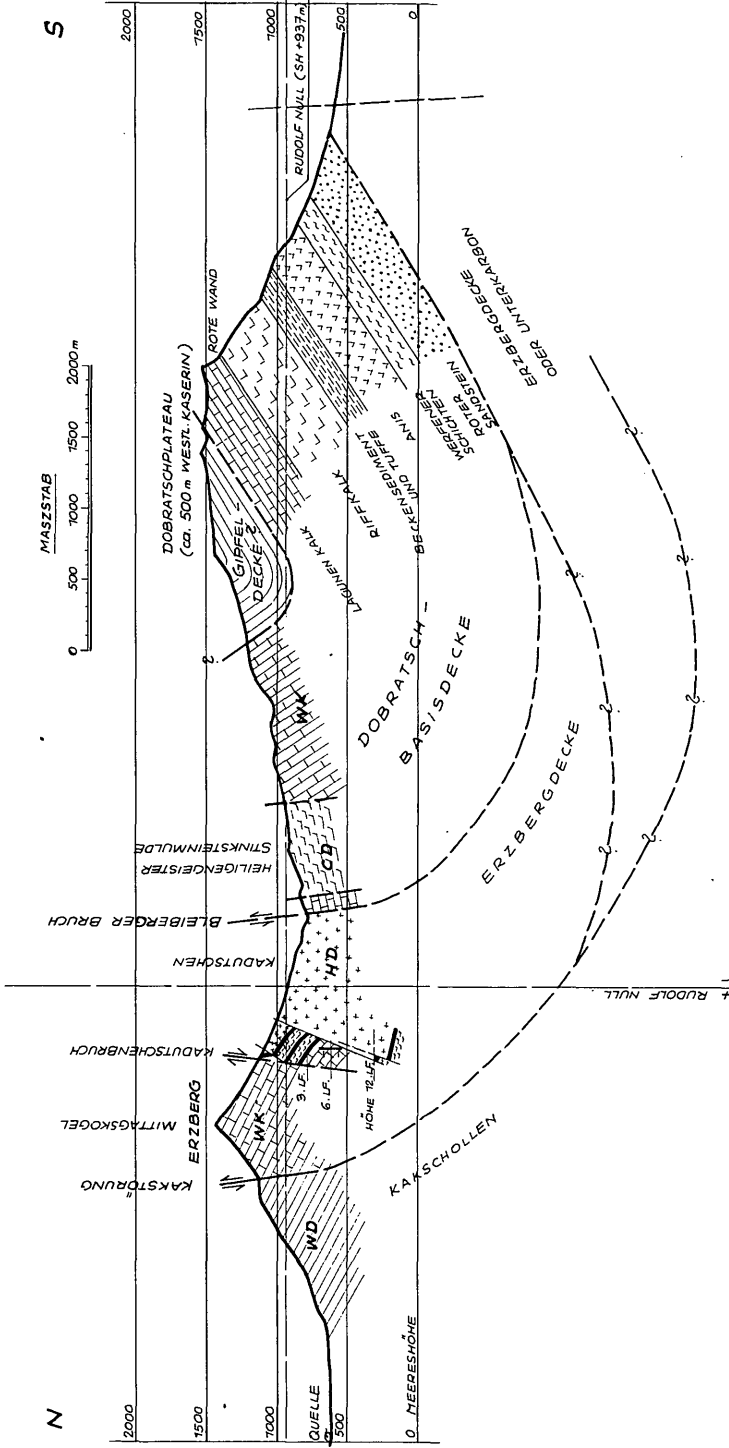 N
S
MASZSTAB
0 500 1000 1500 2000 m
2000
1500
1000
QUELLE
500
0 MEERESHÖHE
2000
1500
1000
500
0
RUDOLF NULL (SH +937 m)
KAKSTÖRUNG
MITTAGSKOGEL
ERZBERG
KADUTSCHENBRUCH
KADUTSCHEN
BLEIBERGER BRUCH
HEILIGENGEISTER
STINKSTEINMULDE
DOBRATSCHPLATEAU
(ca. 500 m WESTL. KASERIN)
ROTE WAND
GIPFEL-
DECKE ?
?
WD
WK
3. LF.
6. LF.
HÖHE 12. LF.
HD
OD
WK
LAGUNEN KALK
RIFFKALK
BECKENSEDIMENT
UND TUFFE
ANIS
WERFENER
SCHICHTEN
ROTER
SANDSTEIN
ERZBERGDECKE
ODER UNTERKARBON
DOBRATSCH-
BASISDECKE
ERZBERGDECKE
KAKSCHOLLEN
+ RUDOLF NULL
?
?
?
?
?
?
?
?